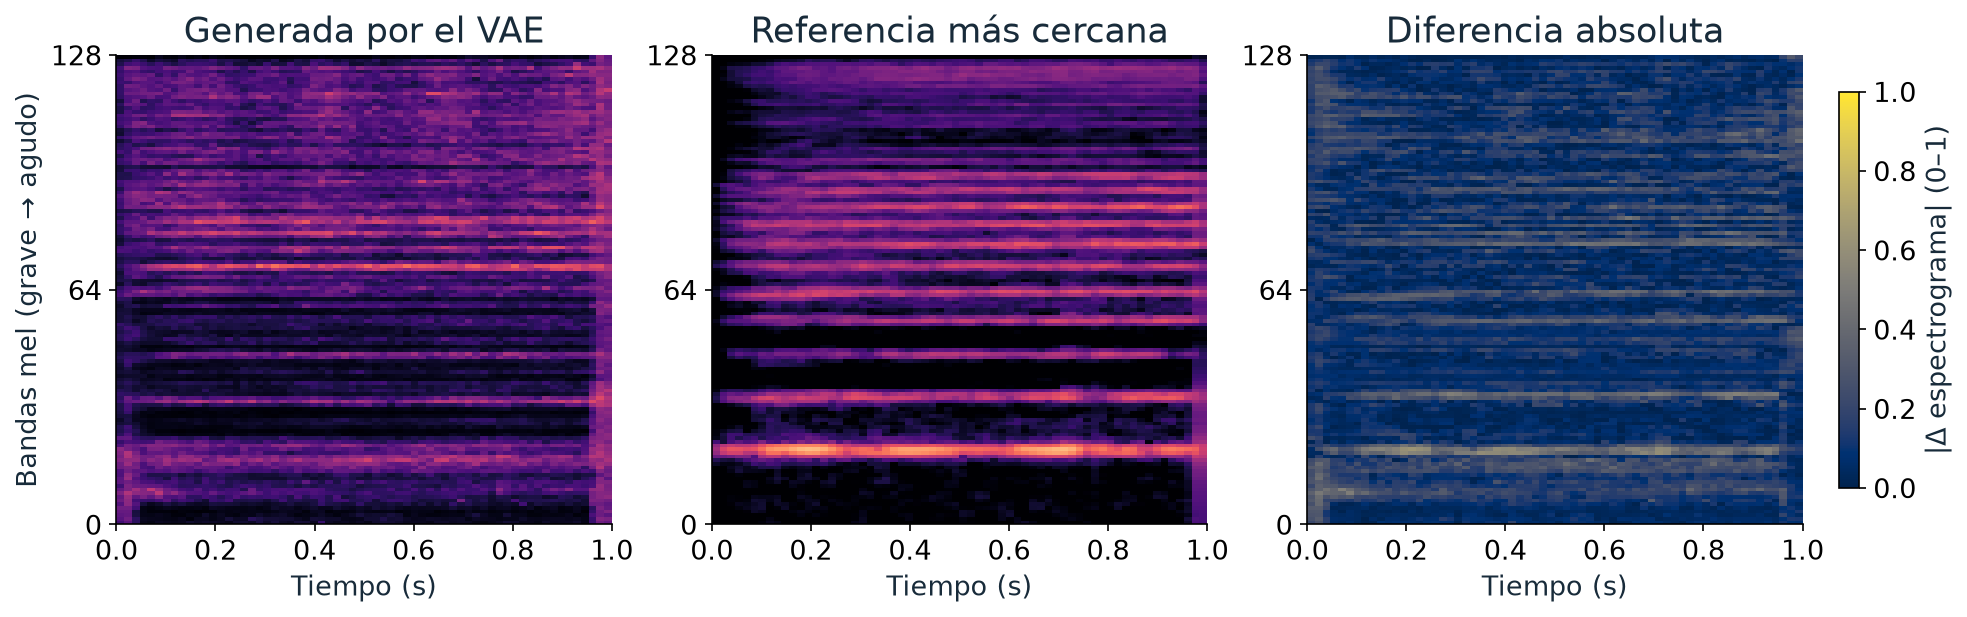 Generada por el VAE
Referencia más cercana
Diferencia absoluta
Bandas mel (grave → agudo)
128
64
0
0.0 0.2 0.4 0.6 0.8 1.0
Tiempo (s)
128
64
0
0.0 0.2 0.4 0.6 0.8 1.0
Tiempo (s)
128
64
0
0.0 0.2 0.4 0.6 0.8 1.0
Tiempo (s)
1.0
0.8
0.6
0.4
0.2
0.0
|Δ espectrograma| (0–1)